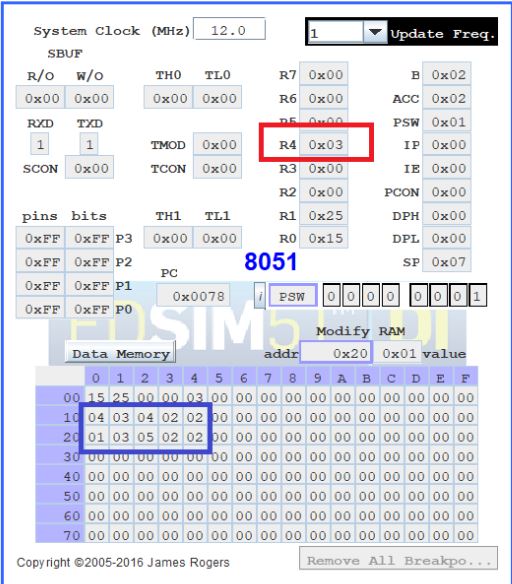 System Clock (MHz) 12.0 1 Update Freq.
SBUF
R/O W/O TH0 TL0 R7 0x00 B 0x02
0x00 0x00 0x00 0x00 R6 0x00 ACC 0x02
RXD TXD R5 0x00 PSW 0x01
1 1 TMOD 0x00 R4 0x03 IP 0x00
SCON 0x00 TCON 0x00 R3 0x00 IE 0x00
R2 0x00 PCON 0x00
pins bits TH1 TL1 R1 0x25 DPH 0x00
0xFF 0xFF P3 0x00 0x00 R0 0x15 DPL 0x00
0xFF 0xFF P2 PC 8051 SP 0x07
0xFF 0xFF P1 0x0078 i PSW 0 0 0 0 0 0 0 1
0xFF 0xFF P0
Modify RAM
Data Memory addr 0x20 0x01 value
0 1 2 3 4 5 6 7 8 9 A B C D E F
00 15 25 00 00 03 00 00 00 00 00 00 00 00 00 00 00
10 04 03 04 02 02 00 00 00 00 00 00 00 00 00 00 00
20 01 03 05 02 02 00 00 00 00 00 00 00 00 00 00 00
30 00 00 00 00 00 00 00 00 00 00 00 00 00 00 00 00
40 00 00 00 00 00 00 00 00 00 00 00 00 00 00 00 00
50 00 00 00 00 00 00 00 00 00 00 00 00 00 00 00 00
60 00 00 00 00 00 00 00 00 00 00 00 00 00 00 00 00
70 00 00 00 00 00 00 00 00 00 00 00 00 00 00 00 00
Copyright ©2005-2016 James Rogers Remove All Breakpo...